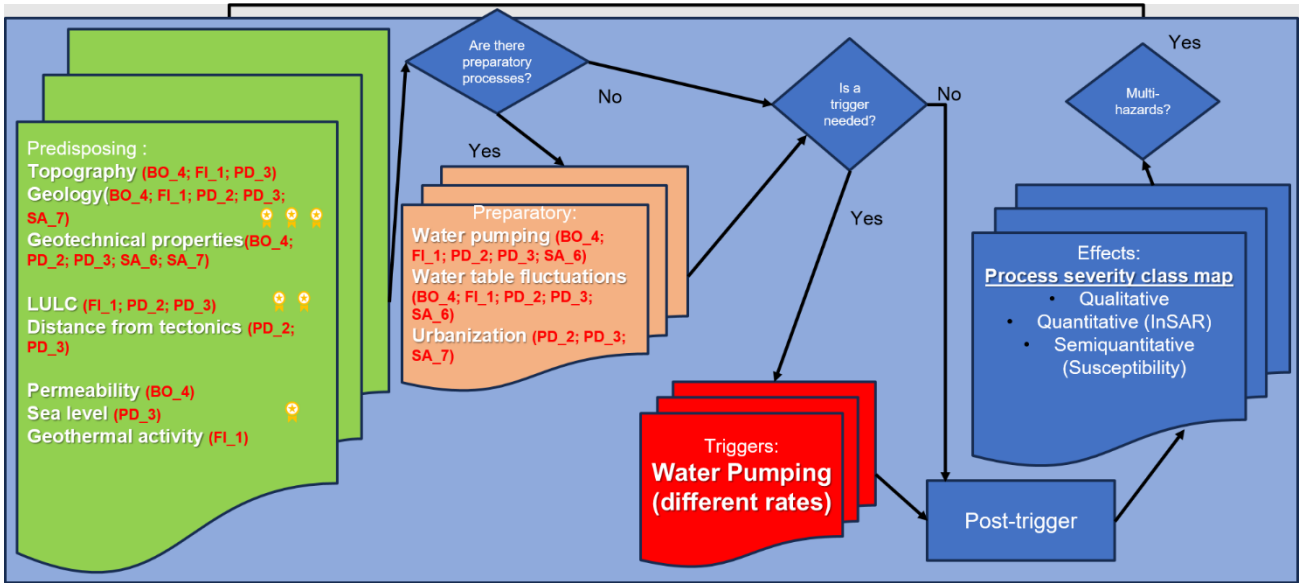 Predisposing :
Topography (BO_4; FI_1; PD_3)
Geology(BO_4; FI_1; PD_2; PD_3;
SA_7)
Geotechnical properties(BO_4;
PD_2; PD_3; SA_6; SA_7)
LULC (FI_1; PD_2; PD_3)
Distance from tectonics (PD_2;
PD_3)
Permeability (BO_4)
Sea level (PD_3)
Geothermal activity (FI_1)
Are there
preparatory
processes?
No
Yes
Preparatory:
Water pumping (BO_4;
FI_1; PD_2; PD_3; SA_6)
Water table fluctuations
(BO_4; FI_1; PD_2; PD_3;
SA_6)
Urbanization (PD_2; PD_3;
SA_7)
Is a
trigger
needed?
No
Yes
Triggers:
Water Pumping
(different rates)
Post-trigger
Effects:
Process severity class map
• Qualitative
• Quantitative (InSAR)
• Semiquantitative
(Susceptibility)
Multi-
hazards?
Yes